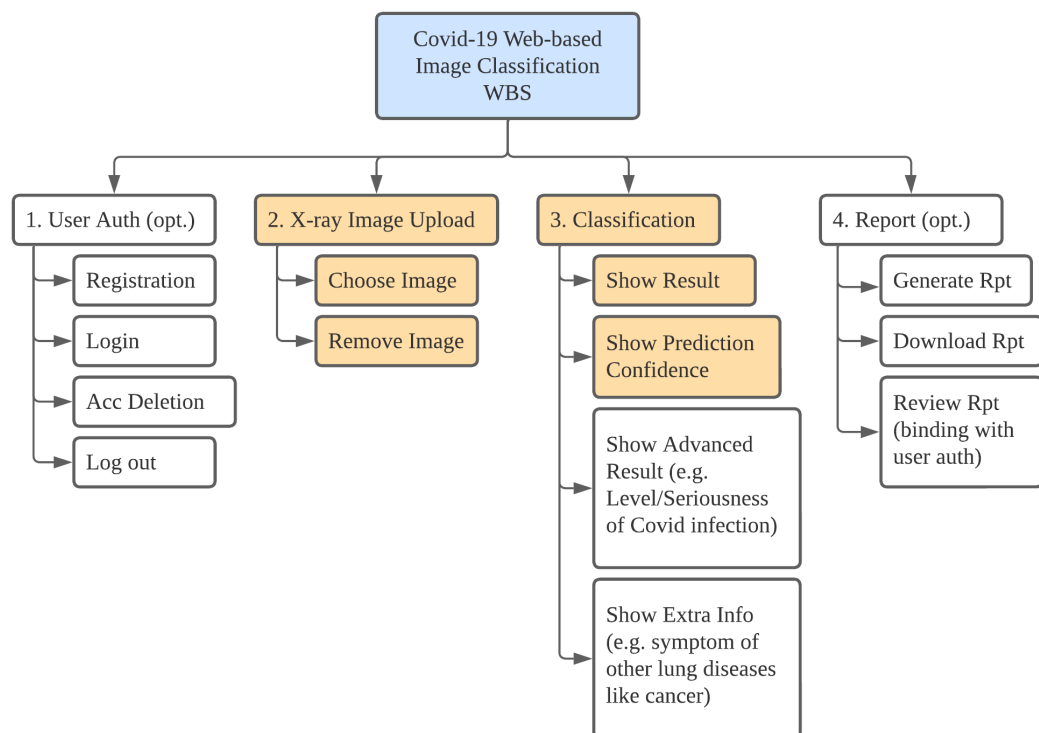 Covid-19 Web-based
Image Classification
WBS
1. User Auth (opt.)
Registration
Login
Acc Deletion
Log out
2. X-ray Image Upload
Choose Image
Remove Image
3. Classification
Show Result
Show Prediction
Confidence
Show Advanced
Result (e.g.
Level/Seriousness
of Covid infection)
Show Extra Info
(e.g. symptom of
other lung diseases
like cancer)
4. Report (opt.)
Generate Rpt
Download Rpt
Review Rpt
(binding with
user auth)